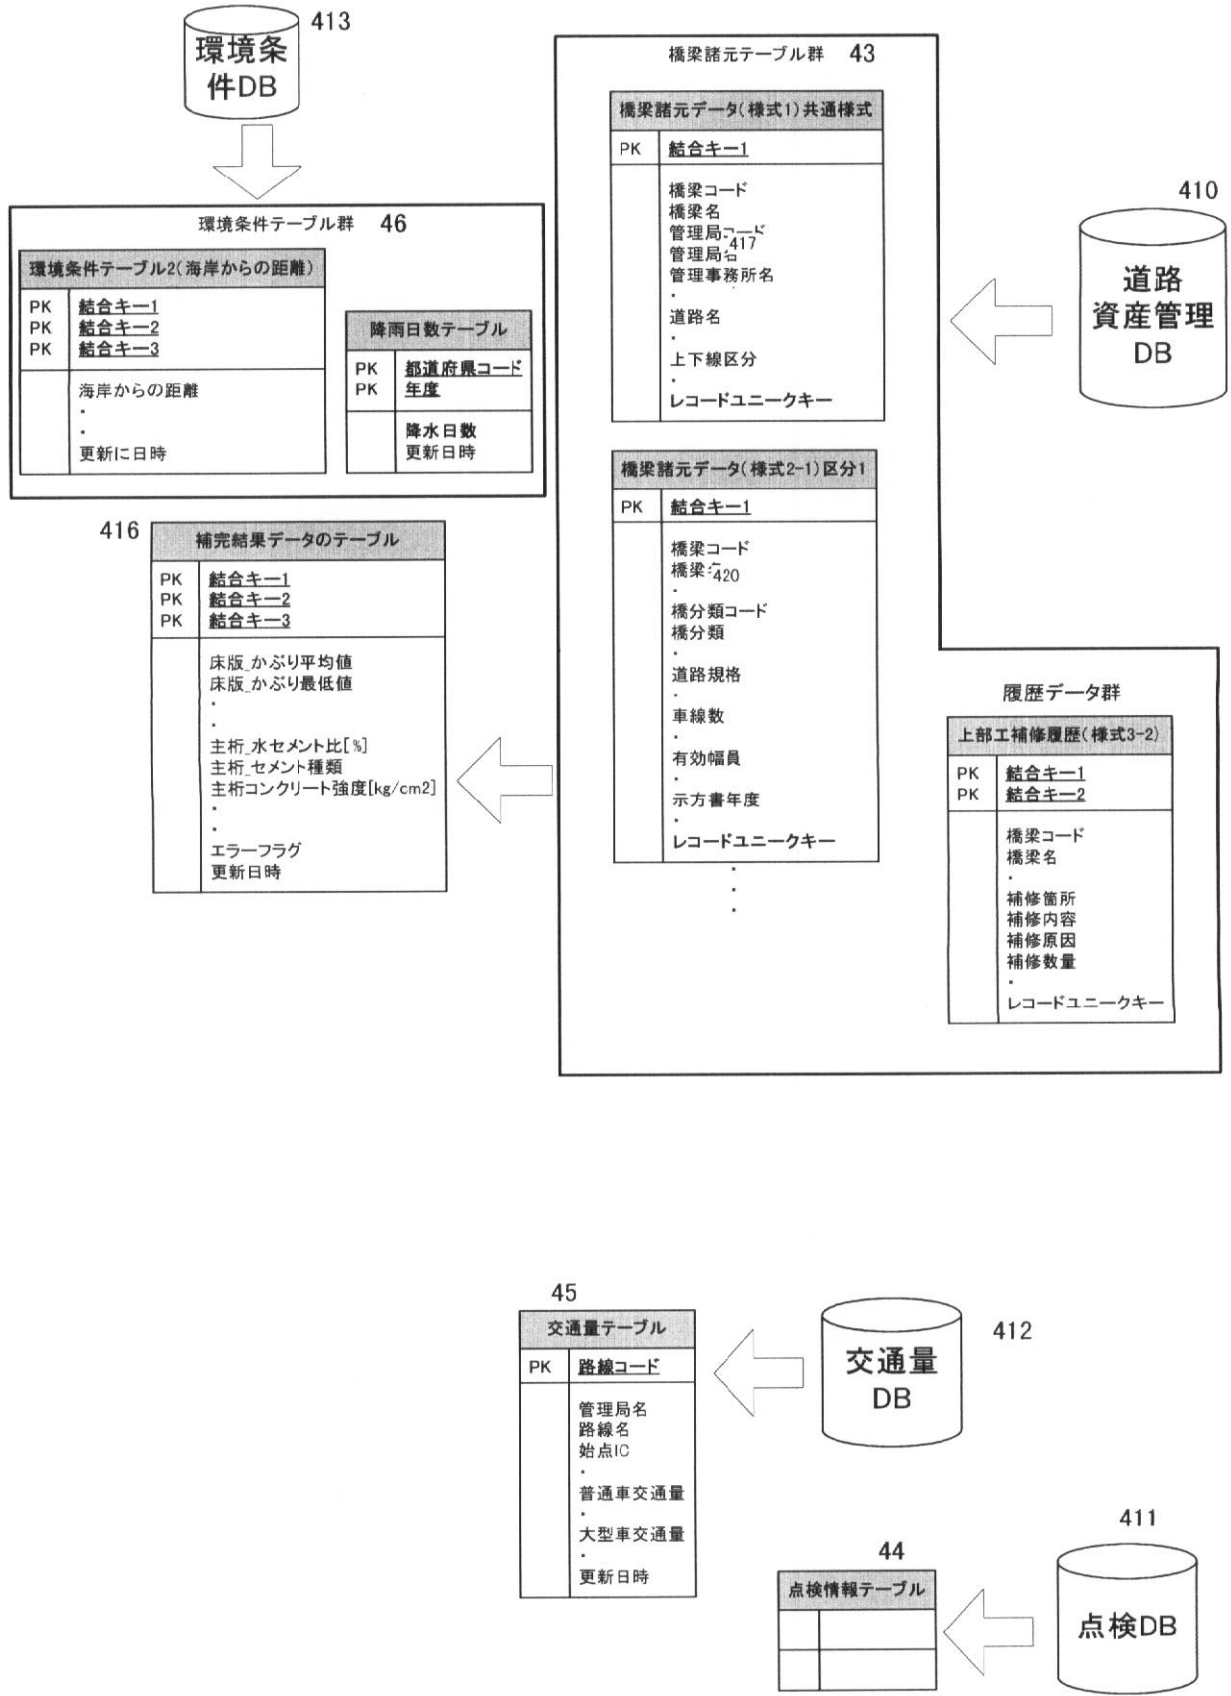 413
環境条
件DB
環境条件テーブル群 46
環境条件テーブル2(海岸からの距離)
PK 結合キー1
PK 結合キー2
PK 結合キー3
海岸からの距離
・
・
更新に日時
降雨日数テーブル
PK 都道府県コード
PK 年度
降水日数
更新日時
416
補完結果データのテーブル
PK 結合キー1
PK 結合キー2
PK 結合キー3
床版_かぶり平均値
床版_かぶり最低値
・
・
主桁_水セメント比[%]
主桁_セメント種類
主桁コンクリート強度[kg/cm2]
・
・
エラーフラグ
更新日時
橋梁諸元テーブル群 43
橋梁諸元データ(様式1)共通様式
PK 結合キー1
橋梁コード
橋梁名
管理局コード
417
管理局名
管理事務所名
・
道路名
・
上下線区分
・
レコードユニークキー
橋梁諸元データ(様式2-1)区分1
PK 結合キー1
橋梁コード
橋梁名
420
・
橋分類コード
橋分類
・
道路規格
・
車線数
・
有効幅員
・
示方書年度
・
レコードユニークキー
・
・
・
履歴データ群
上部工補修履歴(様式3-2)
PK 結合キー1
PK 結合キー2
橋梁コード
橋梁名
・
補修箇所
補修内容
補修原因
補修数量
・
レコードユニークキー
410
道路
資産管理
DB
45
交通量テーブル
PK 路線コード
管理局名
路線名
始点IC
・
普通車交通量
・
大型車交通量
・
更新日時
412
交通量
DB
44
点検情報テーブル
411
点検DB